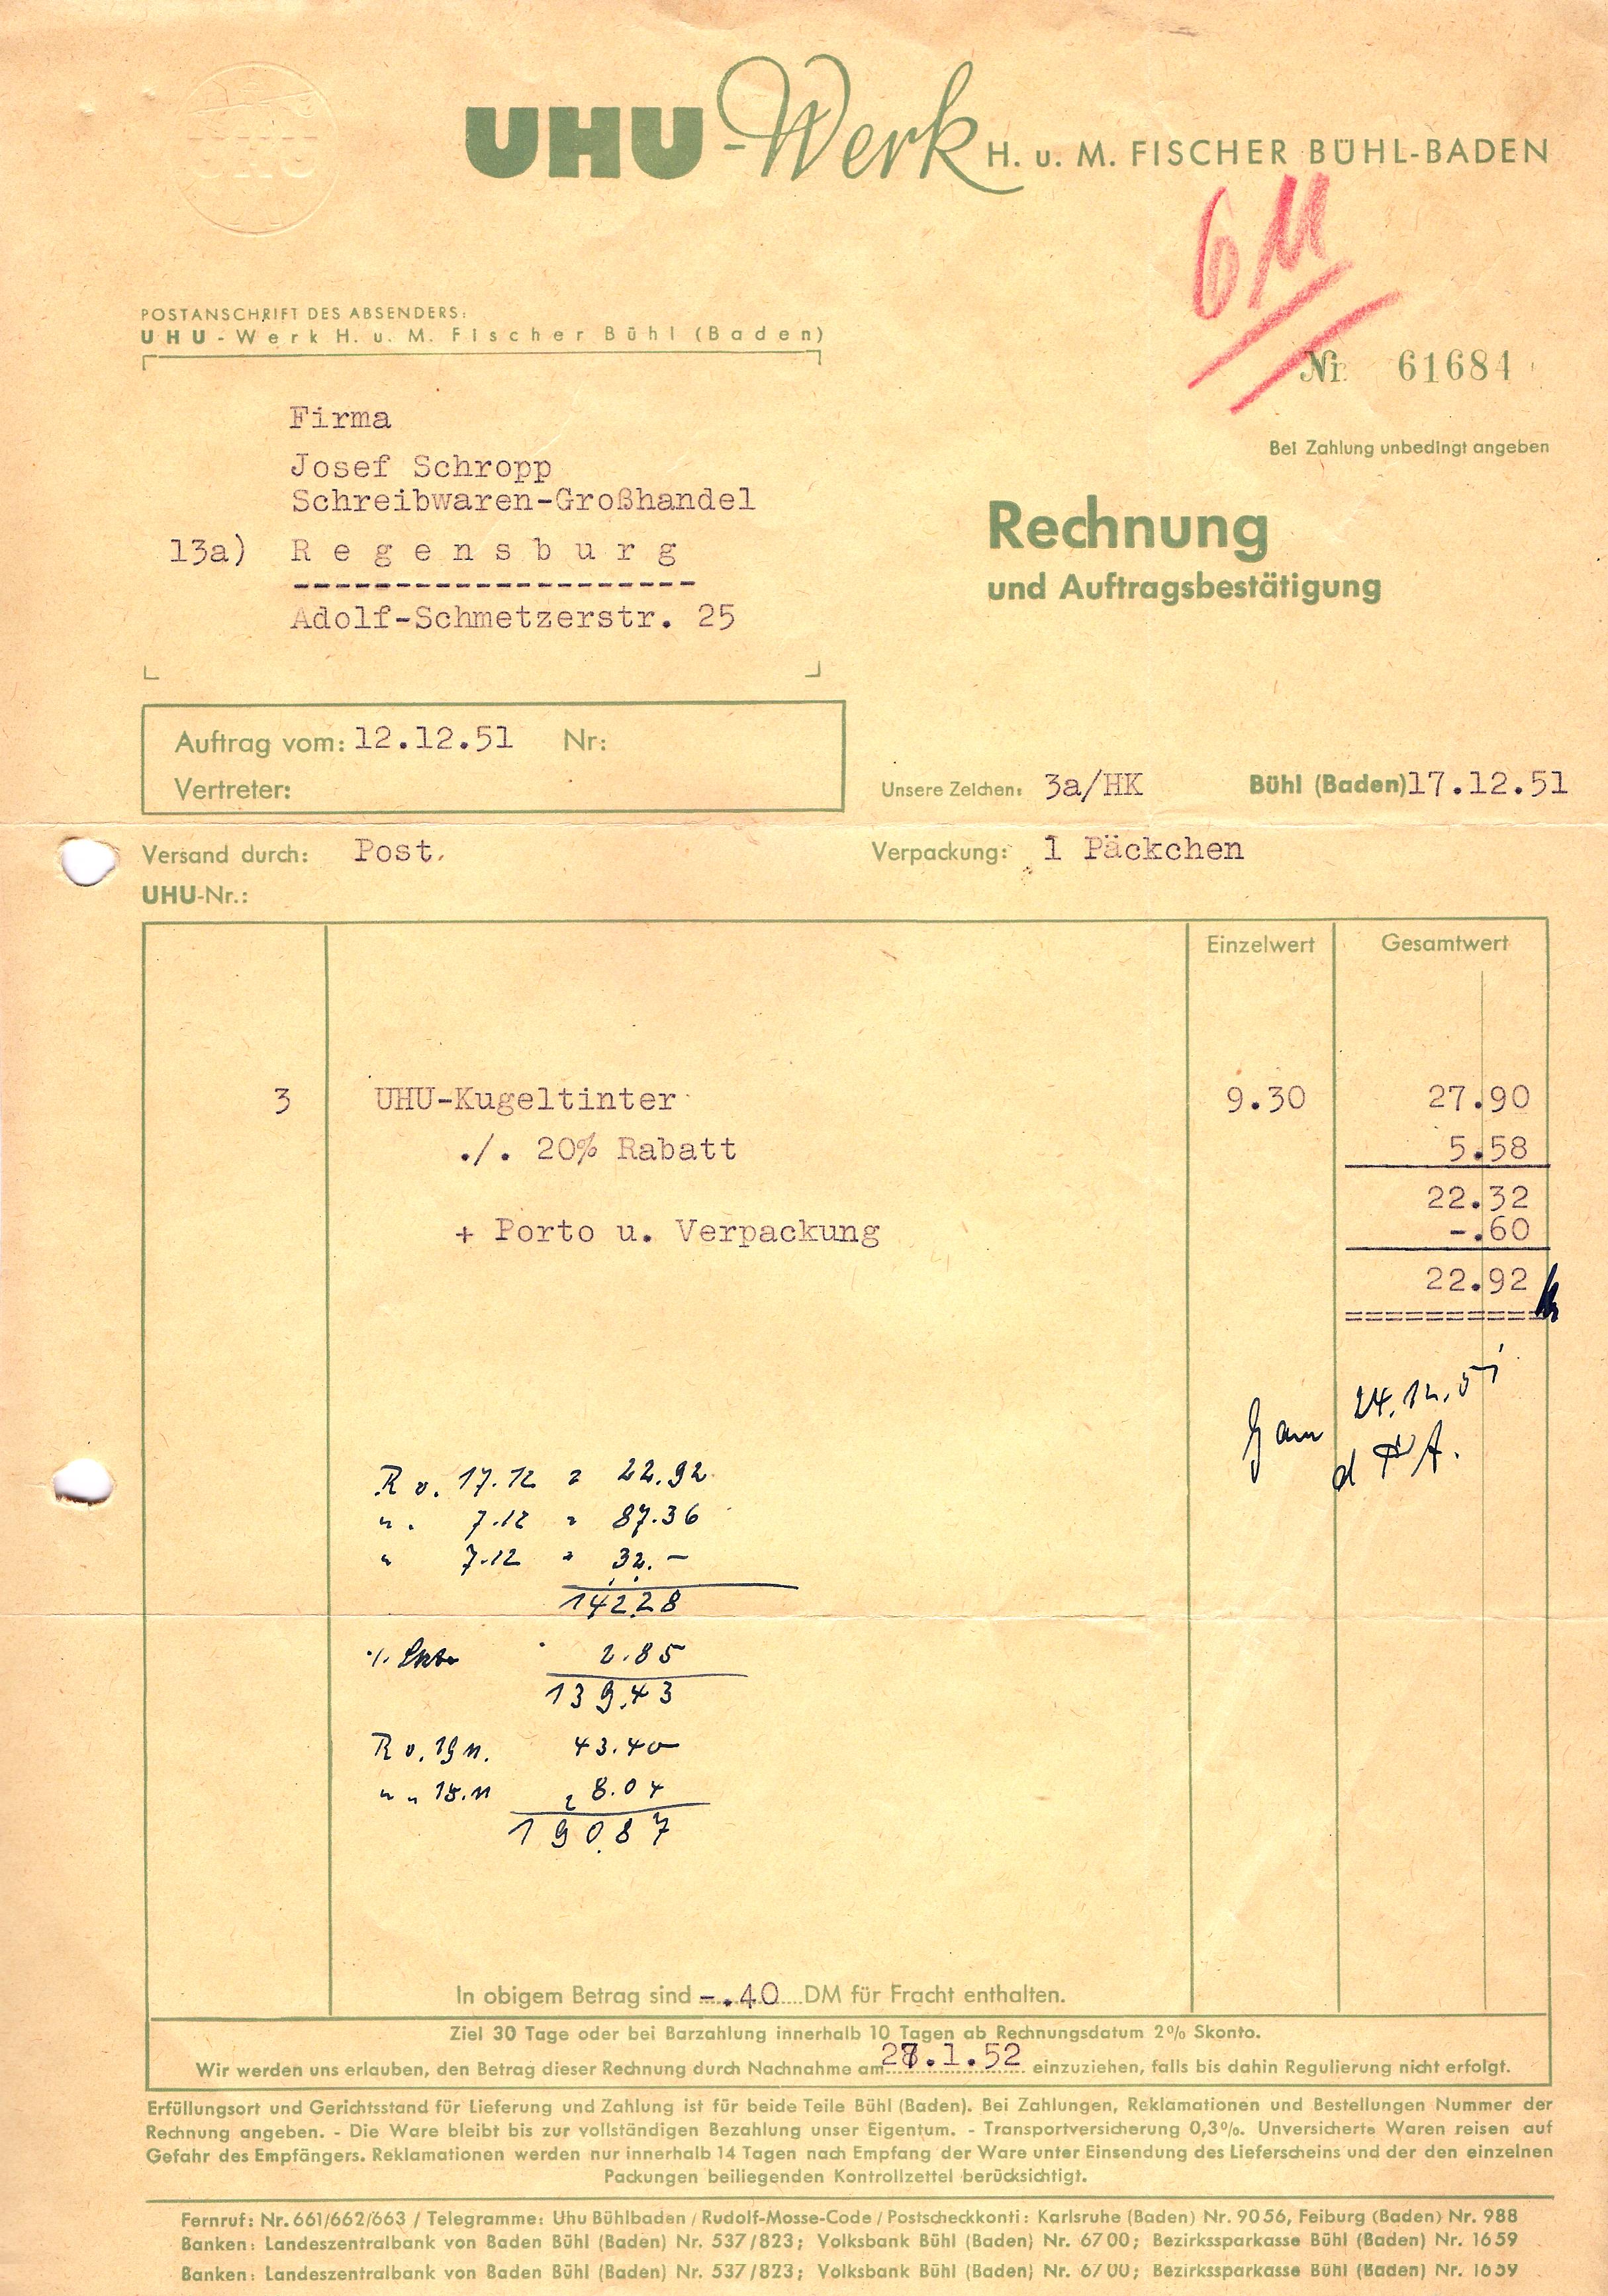 UHU-Werk H. u. M. FISCHER BÜHL-BADEN
UHU
6 11
POSTANSCHRIFT DES ABSENDERS:
UHU-Werk H. u. M. Fischer Bühl (Baden)
Nr. 61684
Bei Zahlung unbedingt angeben
Firma
Josef Schropp
Schreibwaren-Großhandel
13a) Regensburg
Adolf-Schmetzerstr. 25
Rechnung
und Auftragsbestätigung
Auftrag vom: 12.12.51 Nr:
Vertreter:
Unsere Zeichen: 3a/HK Bühl (Baden) 17.12.51
Versand durch: Post. Verpackung: 1 Päckchen
UHU-Nr.:
Einzelwert Gesamtwert
3 UHU-Kugeltinter 9.30 27.90
./. 20% Rabatt 5.58
22.32
+ Porto u. Verpackung -.60
22.92
==========
24.12.51
R v. 17.12 = 22.92
" . 7.12 = 87.36
" 7.12 = 32.-
142.28
./. Skto 2.85
139.43
R v. 19 11. 43.40
" " 15.11 8.04
190.87
In obigem Betrag sind -.40 DM für Fracht enthalten.
Ziel 30 Tage oder bei Barzahlung innerhalb 10 Tagen ab Rechnungsdatum 2% Skonto.
Wir werden uns erlauben, den Betrag dieser Rechnung durch Nachnahme am 27.1.52 einzuziehen, falls bis dahin Regulierung nicht erfolgt.
Erfüllungsort und Gerichtsstand für Lieferung und Zahlung ist für beide Teile Bühl (Baden). Bei Zahlungen, Reklamationen und Bestellungen Nummer der
Rechnung angeben. - Die Ware bleibt bis zur vollständigen Bezahlung unser Eigentum. - Transportversicherung 0,3%. Unversicherte Waren reisen auf
Gefahr des Empfängers. Reklamationen werden nur innerhalb 14 Tagen nach Empfang der Ware unter Einsendung des Lieferscheins und der den einzelnen
Packungen beiliegenden Kontrollzettel berücksichtigt.
Fernruf: Nr. 661/662/663 / Telegramme: Uhu Bühlbaden / Rudolf-Mosse-Code / Postscheckkonti: Karlsruhe (Baden) Nr. 9056, Feiburg (Baden) Nr. 988
Banken: Landeszentralbank von Baden Bühl (Baden) Nr. 537/823; Volksbank Bühl (Baden) Nr. 6700; Bezirkssparkasse Bühl (Baden) Nr. 1659
Banken: Landeszentralbank von Baden Bühl (Baden) Nr. 537/823; Volksbank Bühl (Baden) Nr. 6700; Bezirkssparkasse Bühl (Baden) Nr. 1659